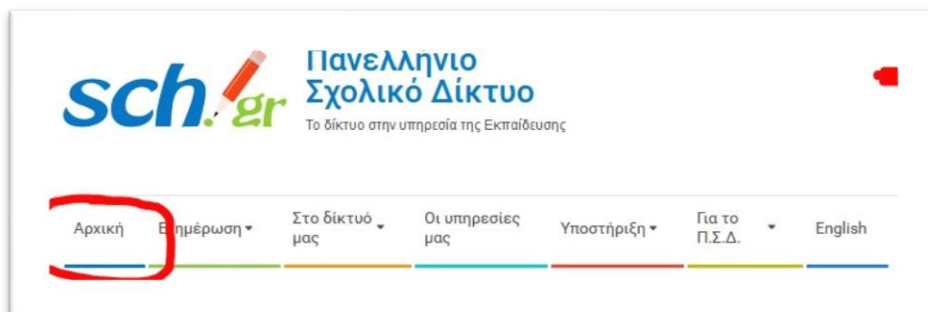 sch.gr
Πανελλήνιο
Σχολικό Δίκτυο
Το δίκτυο στην υπηρεσία της Εκπαίδευσης
Αρχική Ενημέρωση Στο δίκτυό μας Οι υπηρεσίες μας Υποστήριξη Για το Π.Σ.Δ. English